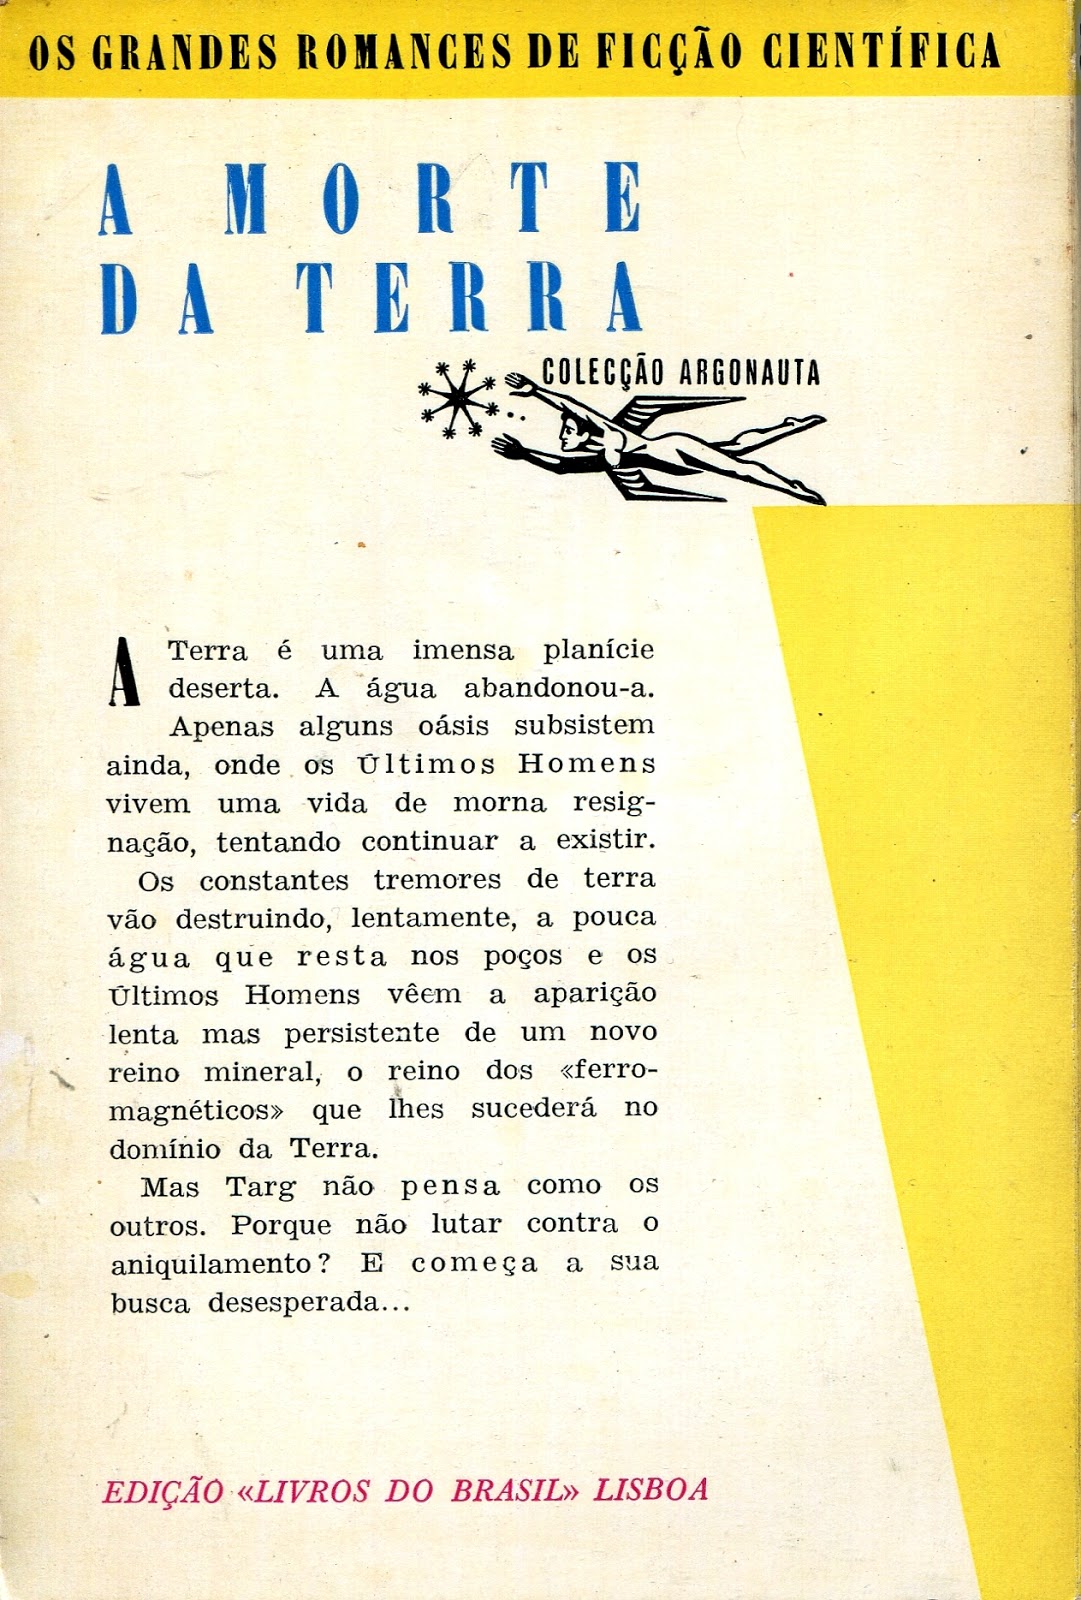 OS GRANDES ROMANCES DE FICÇÃO CIENTÍFICA
A MORTE
DA TERRA
COLECÇÃO ARGONAUTA
A Terra é uma imensa planície
deserta. A água abandonou-a.
Apenas alguns oásis subsistem
ainda, onde os Últimos Homens
vivem uma vida de morna resig-
nação, tentando continuar a existir.
Os constantes tremores de terra
vão destruindo, lentamente, a pouca
água que resta nos poços e os
Últimos Homens vêem a aparição
lenta mas persistente de um novo
reino mineral, o reino dos «ferro-
magnéticos» que lhes sucederá no
domínio da Terra.
Mas Targ não pensa como os
outros. Porque não lutar contra o
aniquilamento? E começa a sua
busca desesperada...
EDIÇÃO «LIVROS DO BRASIL» LISBOA